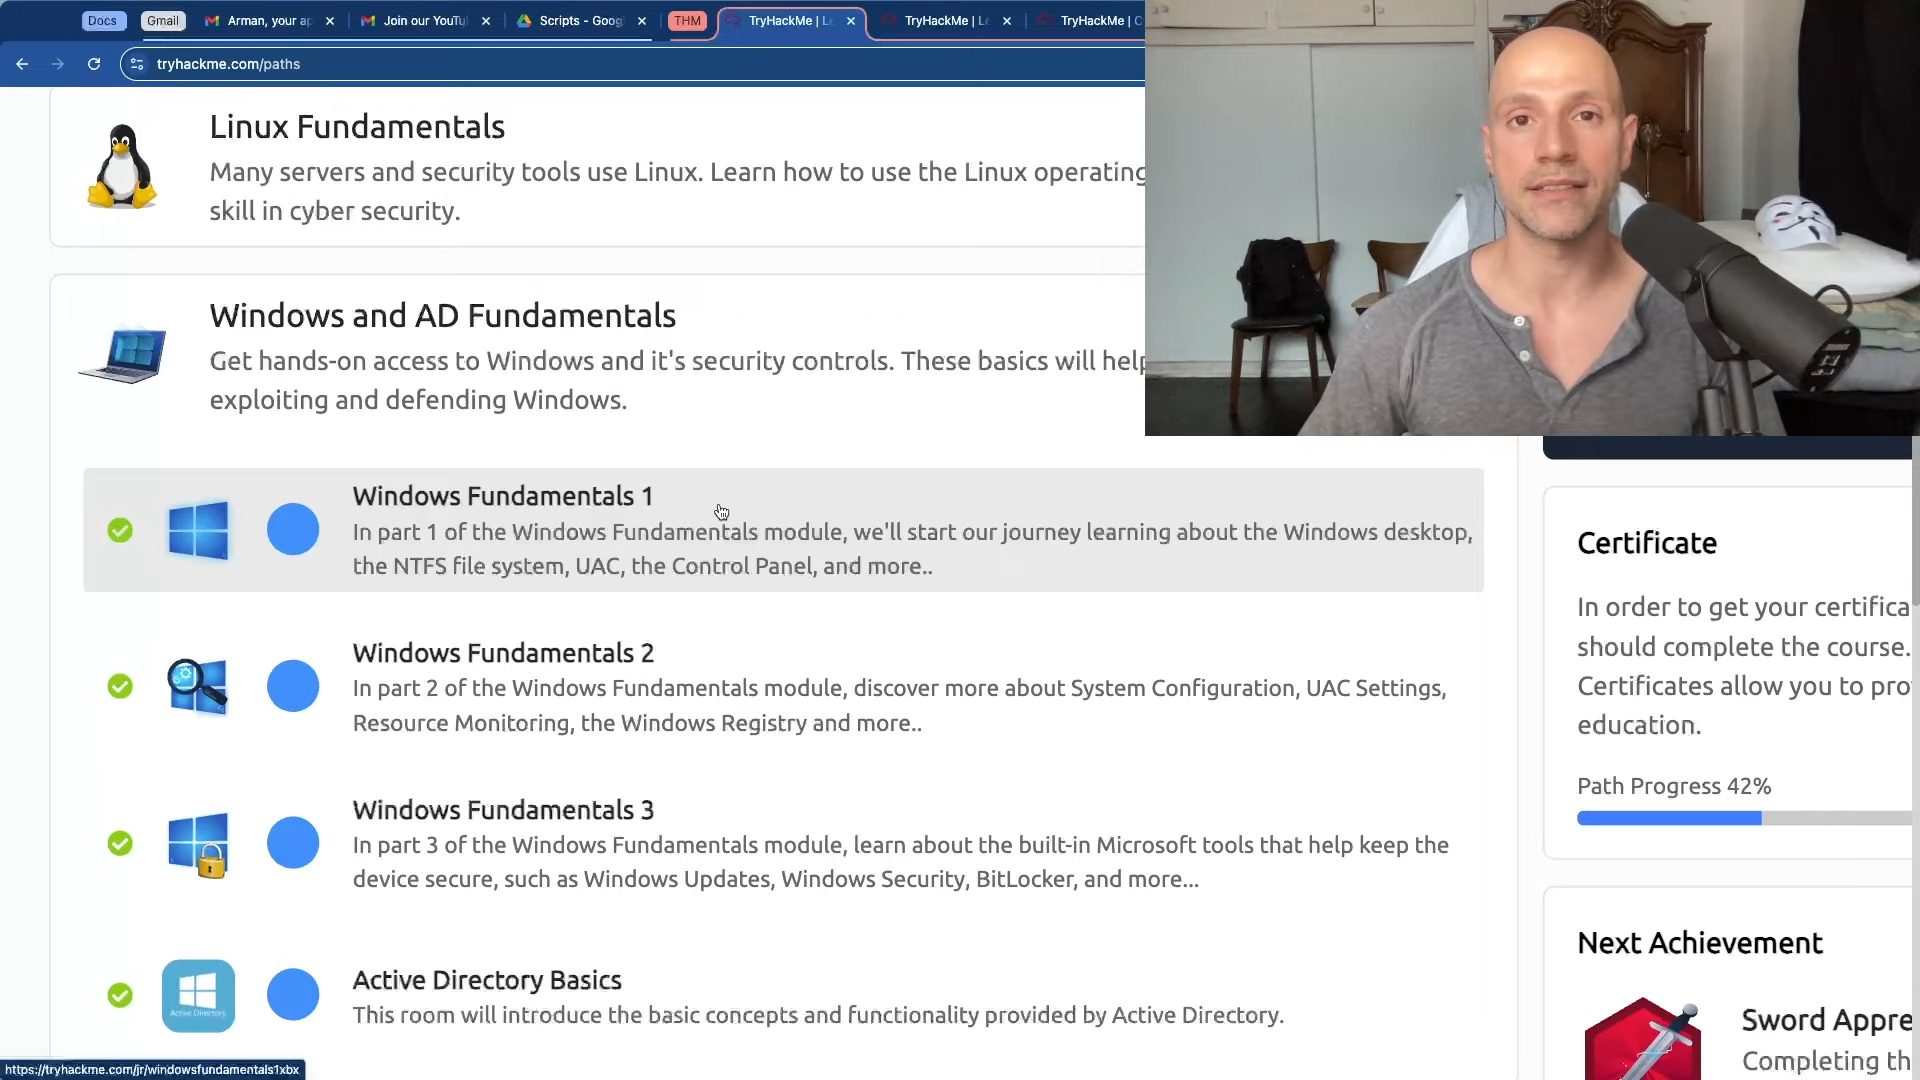 Docs
Gmail
Arman, your ap
Join our YouTu
Scripts - Goog
THM
TryHackMe | Le
TryHackMe | Le
TryHackMe | C
tryhackme.com/paths
Linux Fundamentals
Many servers and security tools use Linux. Learn how to use the Linux operating
skill in cyber security.
Windows and AD Fundamentals
Get hands-on access to Windows and it's security controls. These basics will help
exploiting and defending Windows.
Windows Fundamentals 1
In part 1 of the Windows Fundamentals module, we'll start our journey learning about the Windows desktop,
the NTFS file system, UAC, the Control Panel, and more..
Windows Fundamentals 2
In part 2 of the Windows Fundamentals module, discover more about System Configuration, UAC Settings,
Resource Monitoring, the Windows Registry and more..
Windows Fundamentals 3
In part 3 of the Windows Fundamentals module, learn about the built-in Microsoft tools that help keep the
device secure, such as Windows Updates, Windows Security, BitLocker, and more...
Active Directory
Active Directory Basics
This room will introduce the basic concepts and functionality provided by Active Directory.
Certificate
In order to get your certifica
should complete the course.
Certificates allow you to pro
education.
Path Progress 42%
Next Achievement
Sword Appre
Completing th
https://tryhackme.com/jr/windowsfundamentals1xbx